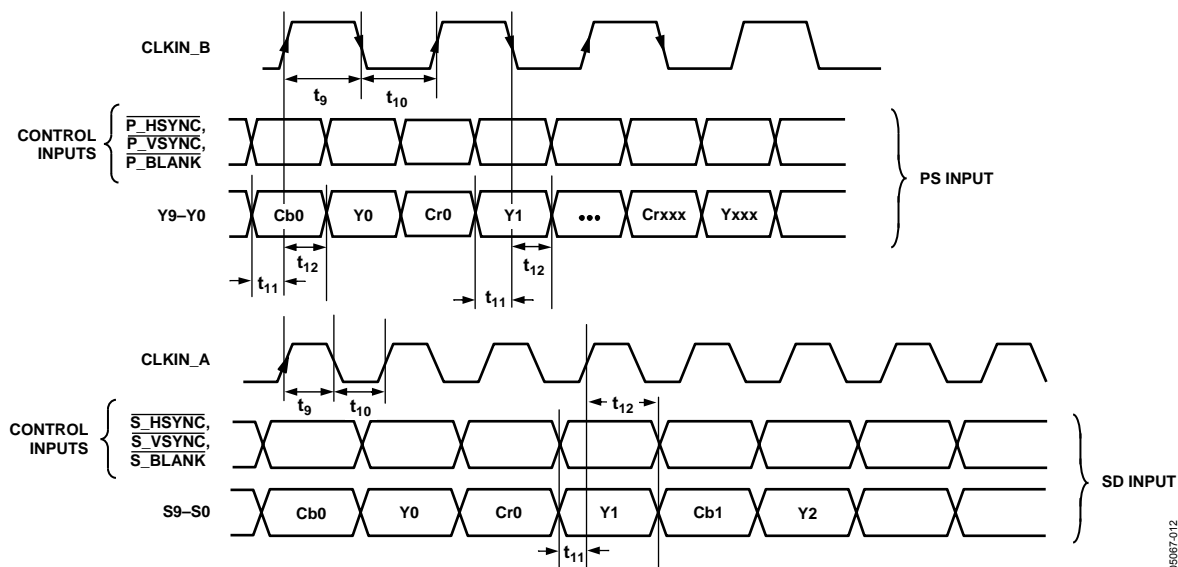 CLKIN_B
t9
t10
CONTROL
INPUTS
P_HSYNC,
P_VSYNC,
P_BLANK
PS INPUT
Y9–Y0
Cb0
Y0
Cr0
Y1
•••
Crxxx
Yxxx
t12
t12
t11
t11
CLKIN_A
t9
t10
t12
CONTROL
INPUTS
S_HSYNC,
S_VSYNC,
S_BLANK
SD INPUT
S9–S0
Cb0
Y0
Cr0
Y1
Cb1
Y2
t11
05067-012